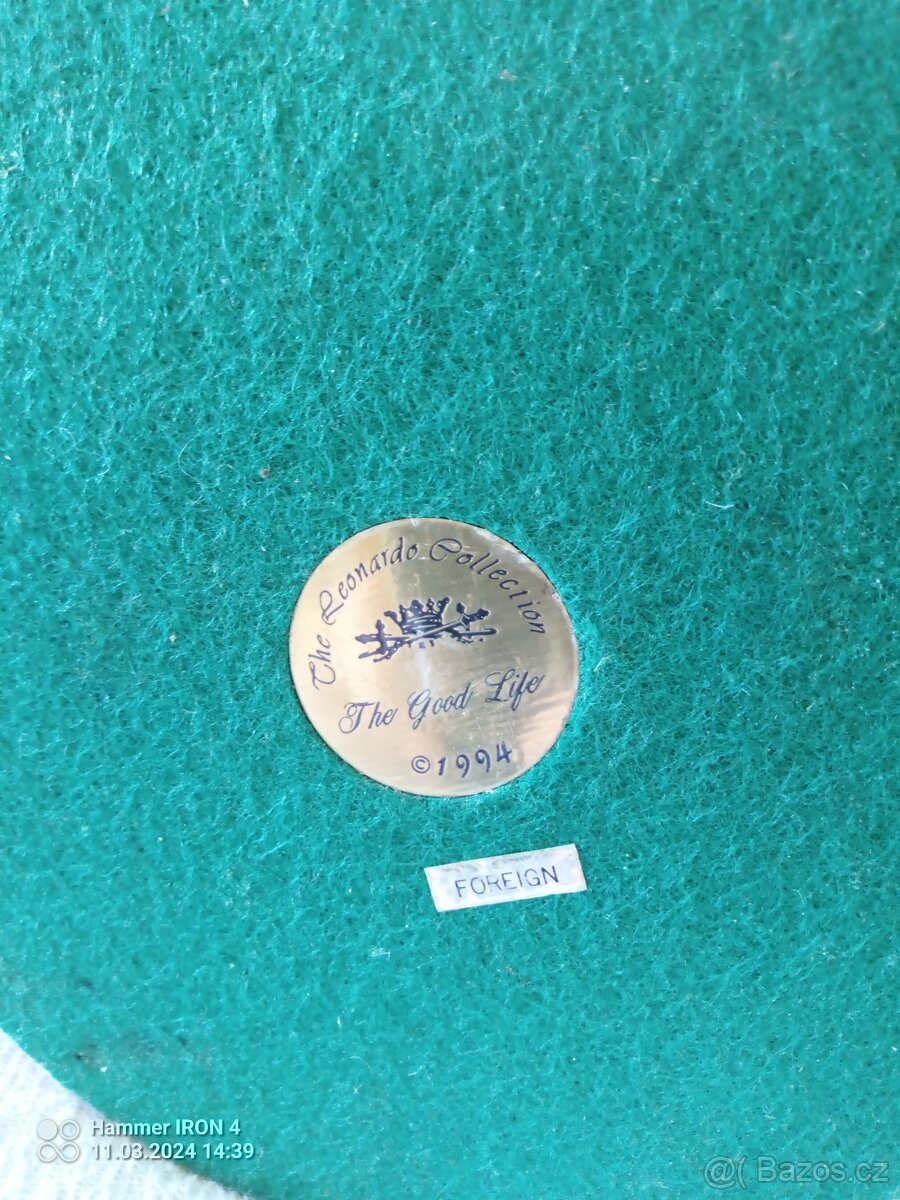 The Leonardo Collection
The Good Life
©1994
FOREIGN
Hammer IRON 4
11.03.2024 14:39
@( Bazos.cz